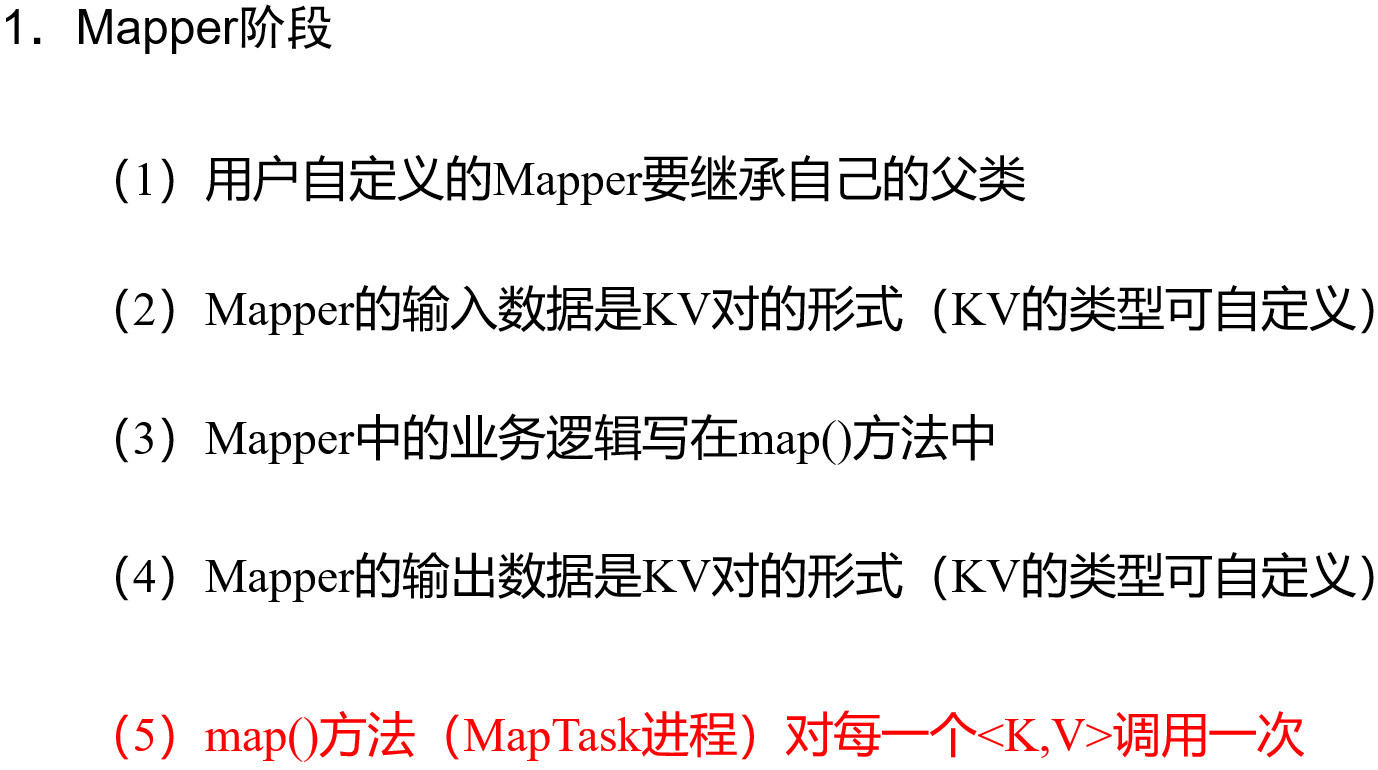 1．Mapper阶段
（1）用户自定义的Mapper要继承自己的父类
（2）Mapper的输入数据是KV对的形式（KV的类型可自定义）
（3）Mapper中的业务逻辑写在map()方法中
（4）Mapper的输出数据是KV对的形式（KV的类型可自定义）
（5）map()方法（MapTask进程）对每一个<K,V>调用一次